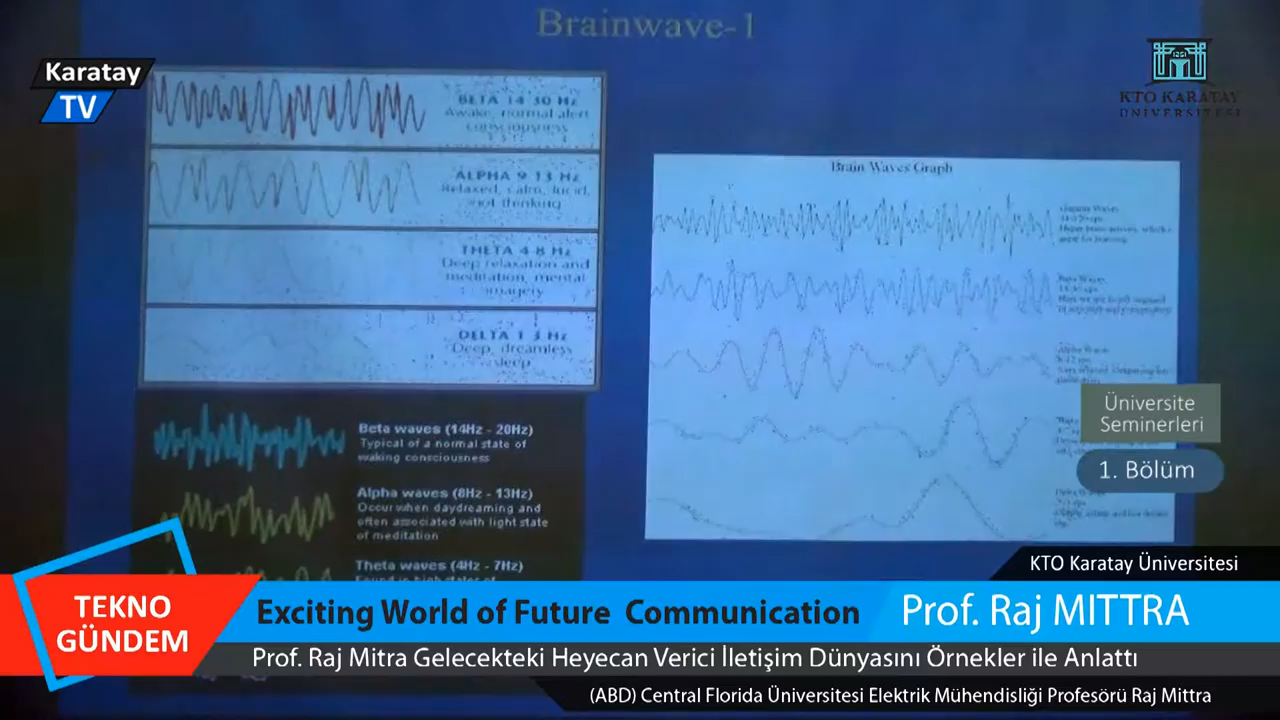 Brainwave-1
Karatay
TV
KTO KARATAY
ÜNİVERSİTESİ
BETA 14-30 Hz
Awake, normal alert
consciousness
ALPHA 9-13 Hz
Relaxed, calm, lucid,
not thinking
THETA 4-8 Hz
Deep relaxation and
meditation, mental
imagery
DELTA 1-3 Hz
Deep, dreamless
sleep
Brain Waves Graph
Beta waves (14Hz - 20Hz)
Typical of a normal state of
waking consciousness
Alpha waves (8Hz - 13Hz)
Occur when daydreaming and
often associated with light state
of meditation
Theta waves (4Hz - 7Hz)
Üniversite
Seminerleri
1. Bölüm
KTO Karatay Üniversitesi
TEKNO
GÜNDEM
Exciting World of Future Communication
Prof. Raj MITTRA
Prof. Raj Mitra Gelecekteki Heyecan Verici İletişim Dünyasını Örnekler ile Anlattı
(ABD) Central Florida Üniversitesi Elektrik Mühendisliği Profesörü Raj Mittra